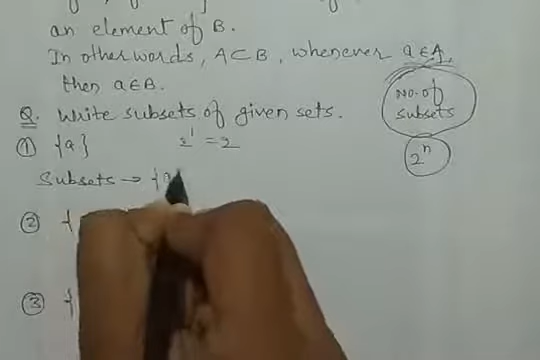 an element of B.
In other words, A⊂B, whenever a∈A,
then a∈B.
Q. Write subsets of given sets.
① {a} 2¹ = 2
Subsets → {a
② {
③ {
No. of
subsets
2ⁿ